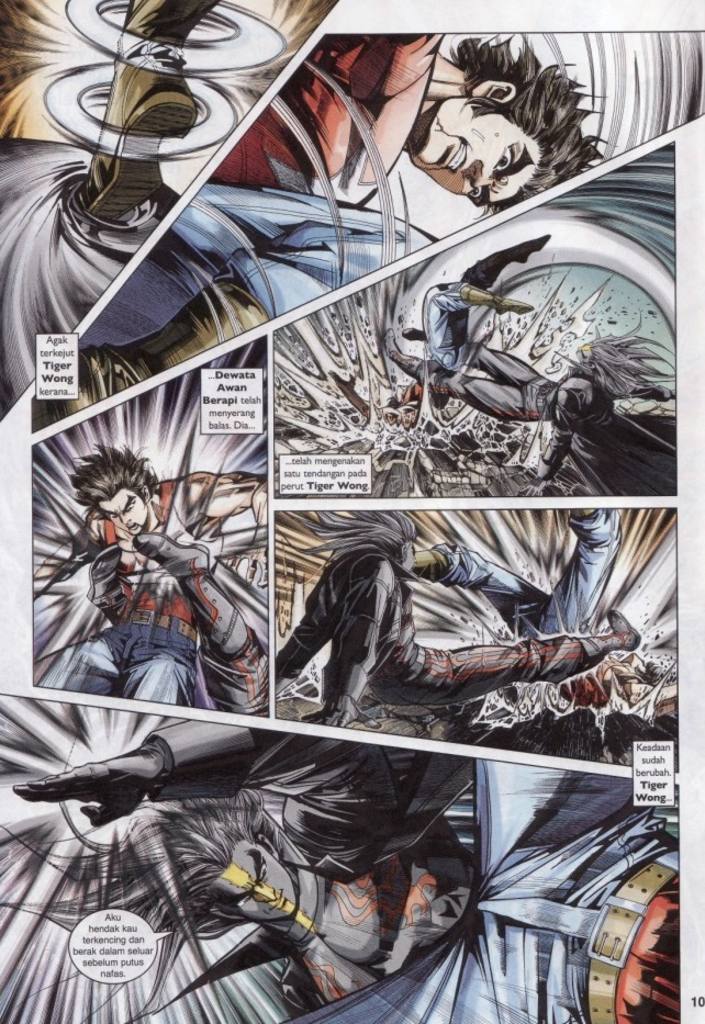 Agak
terkejut
Tiger
Wong
kerana...
...Dewata
Awan
Berapi telah
menyerang
balas. Dia...
...telah mengenakan
satu tendangan pada
perut Tiger Wong.
Keadaan
sudah
berubah.
Tiger
Wong...
Aku
hendak kau
terkencing dan
berak dalam seluar
sebelum putus
nafas.
10